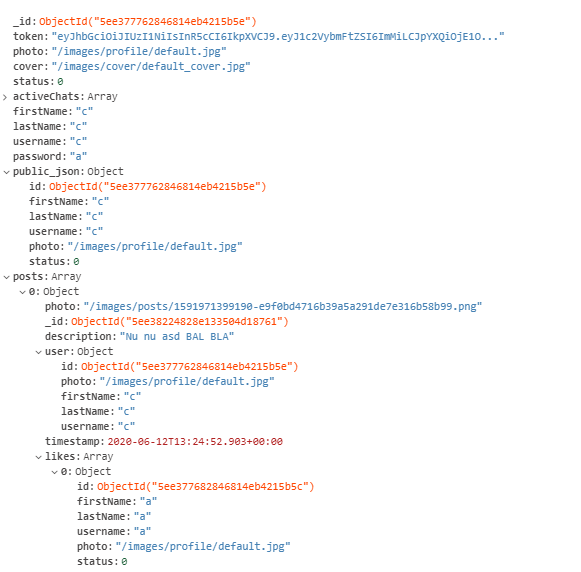 _id: ObjectId("5ee377762846814eb4215b5e")
token: "eyJhbGciOiJIUzI1NiIsInR5cCI6IkpXVCJ9.eyJ1c2VybmFtZSI6ImMiLCJpYXQiOjE1O..."
photo: "/images/profile/default.jpg"
cover: "/images/cover/default_cover.jpg"
status: 0
activeChats: Array
firstName: "c"
lastName: "c"
username: "c"
password: "a"
public_json: Object
id: ObjectId("5ee377762846814eb4215b5e")
firstName: "c"
lastName: "c"
username: "c"
photo: "/images/profile/default.jpg"
status: 0
posts: Array
0: Object
photo: "/images/posts/1591971399190-e9f0bd4716b39a5a291de7e316b58b99.png"
_id: ObjectId("5ee38224828e133504d18761")
description: "Nu nu asd BAL BLA"
user: Object
id: ObjectId("5ee377762846814eb4215b5e")
photo: "/images/profile/default.jpg"
firstName: "c"
lastName: "c"
username: "c"
timestamp: 2020-06-12T13:24:52.903+00:00
likes: Array
0: Object
id: ObjectId("5ee377682846814eb4215b5c")
firstName: "a"
lastName: "a"
username: "a"
photo: "/images/profile/default.jpg"
status: 0